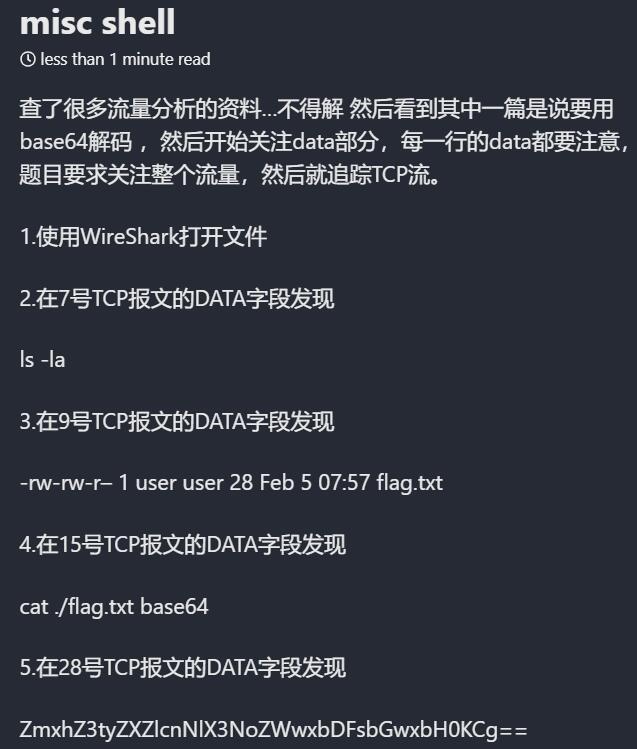 misc shell
less than 1 minute read
查了很多流量分析的资料…不得解 然后看到其中一篇是说要用
base64解码 ，然后开始关注data部分，每一行的data都要注意，
题目要求关注整个流量，然后就追踪TCP流。
1.使用WireShark打开文件
2.在7号TCP报文的DATA字段发现
ls -la
3.在9号TCP报文的DATA字段发现
-rw-rw-r– 1 user user 28 Feb 5 07:57 flag.txt
4.在15号TCP报文的DATA字段发现
cat ./flag.txt base64
5.在28号TCP报文的DATA字段发现
ZmxhZ3tyZXZlcnNlX3NoZWwxbDFsbGwxbH0KCg==